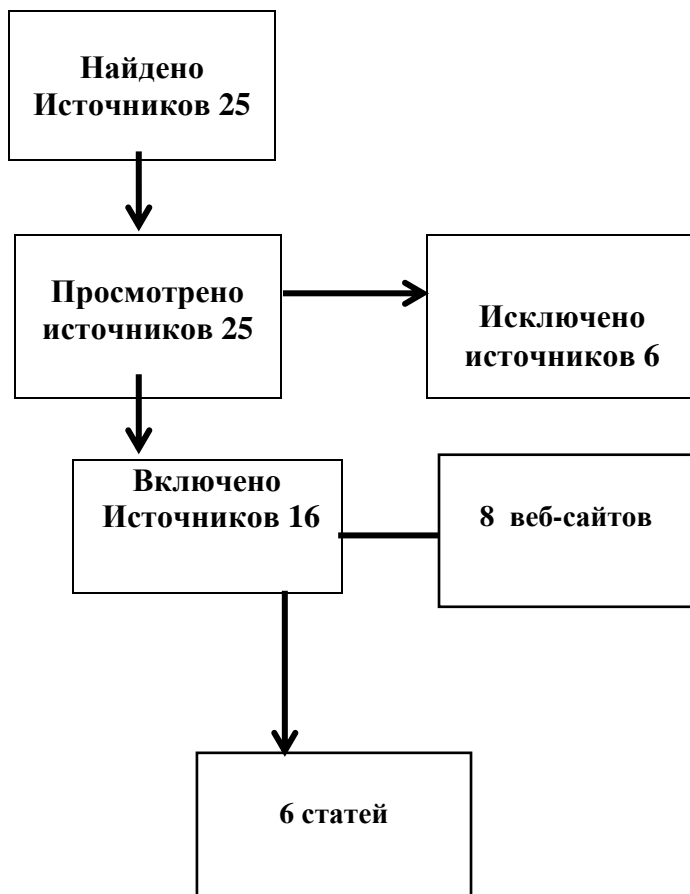 Найдено
Источников 25
Просмотрено
источников 25
Исключено
источников 6
Включено
Источников 16
8 веб-сайтов
6 статей